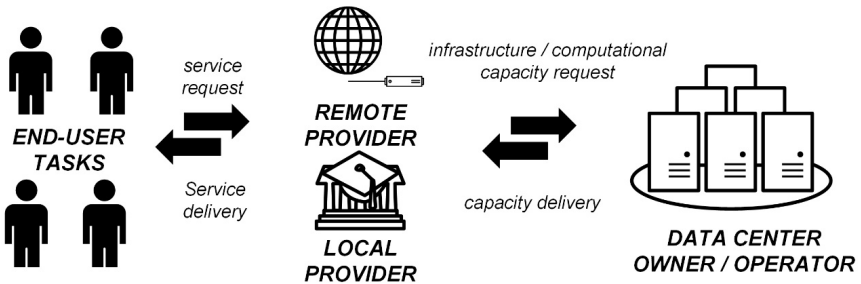 END-USER
TASKS
service
request
Service
delivery
REMOTE
PROVIDER
LOCAL
PROVIDER
infrastructure / computational
capacity request
capacity delivery
DATA CENTER
OWNER / OPERATOR